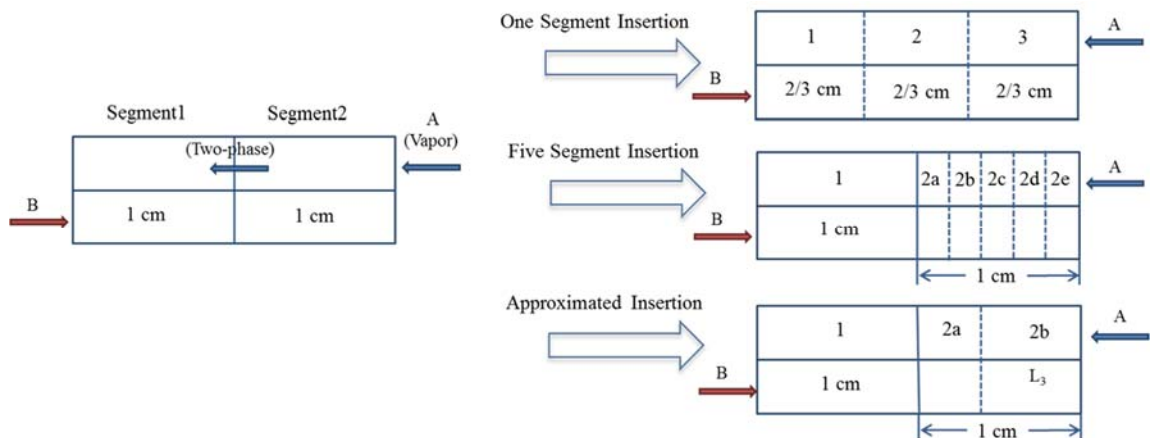 Segment1 Segment2
A
(Vapor)
(Two-phase)
B
1 cm 1 cm
One Segment Insertion
1 2 3
A
B
2/3 cm 2/3 cm 2/3 cm
Five Segment Insertion
1 2a 2b 2c 2d 2e
A
B
1 cm
1 cm
Approximated Insertion
1 2a 2b
A
B
1 cm L₃
1 cm